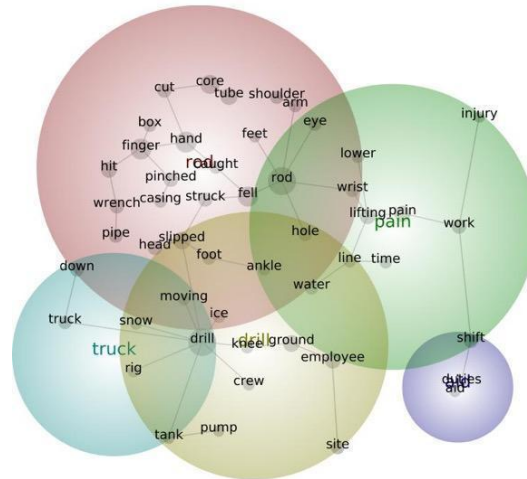 cut
core
tube
shoulder
arm
injury
box
feet
eye
hand
finger
lower
caught
rod
hit
rod
pinched
fell
wrist
wrench
casing
struck
lifting
pain
pain
work
pipe
slipped
hole
head
foot
line
time
down
ankle
moving
water
ice
truck
snow
drill
drill
ground
shift
truck
knee
employee
rig
crew
duties
aid
aid
tank
pump
site